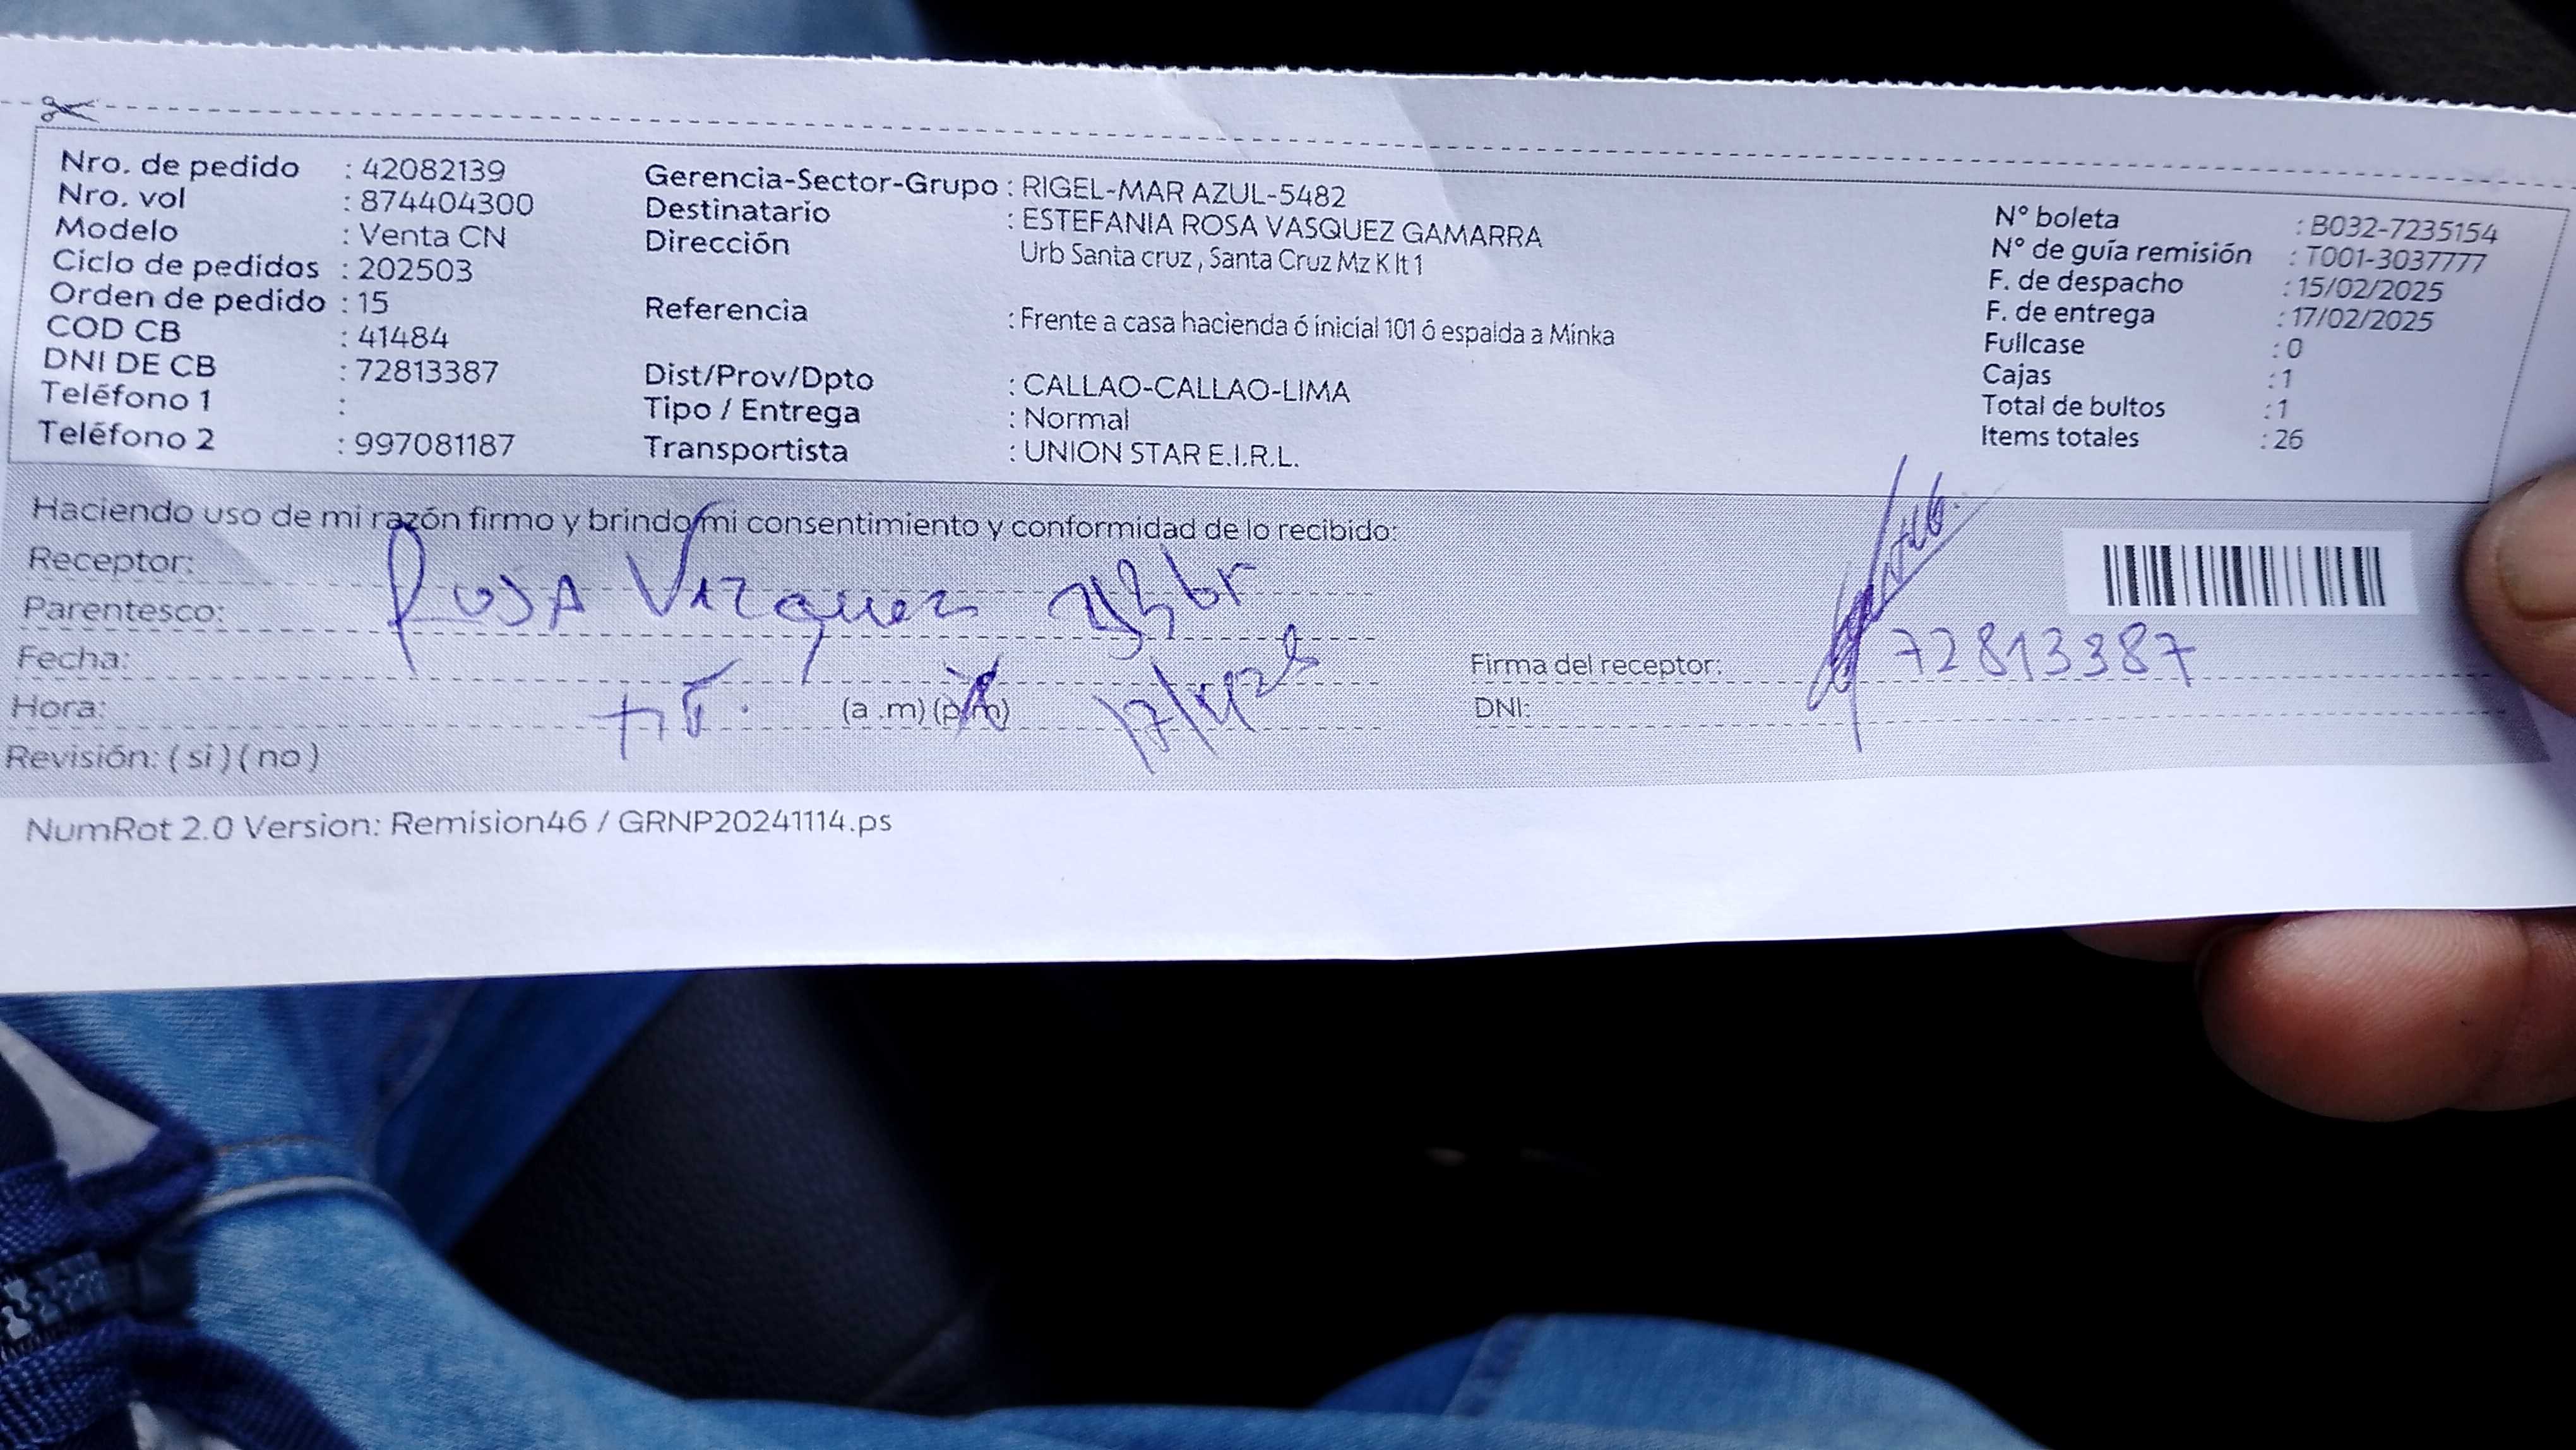 Nro. de pedido : 42082139
Nro. vol : 874404300
Modelo : Venta CN
Ciclo de pedidos : 202503
Orden de pedido : 15
COD CB : 41484
DNI DE CB : 72813387
Teléfono 1 :
Teléfono 2 : 997081187
Gerencia-Sector-Grupo : RIGEL-MAR AZUL-5482
Destinatario : ESTEFANIA ROSA VASQUEZ GAMARRA
Dirección Urb Santa cruz , Santa Cruz Mz K lt 1
Referencia : Frente a casa hacienda ó inicial 101 ó espalda a Minka
Dist/Prov/Dpto : CALLAO-CALLAO-LIMA
Tipo / Entrega : Normal
Transportista : UNION STAR E.I.R.L.
N° boleta : B032-7235154
N° de guía remisión : T001-3037777
F. de despacho : 15/02/2025
F. de entrega : 17/02/2025
Fullcase : 0
Cajas : 1
Total de bultos : 1
Items totales : 26
Haciendo uso de mi razón firmo y brindo mi consentimiento y conformidad de lo recibido:
Receptor:
Parentesco: Rosa Vazquez
Fecha:
Hora: (a .m) (p.m)
Revisión: ( si ) ( no )
Firma del receptor: 72813387
DNI:
NumRot 2.0 Version: Remision46 / GRNP20241114.ps